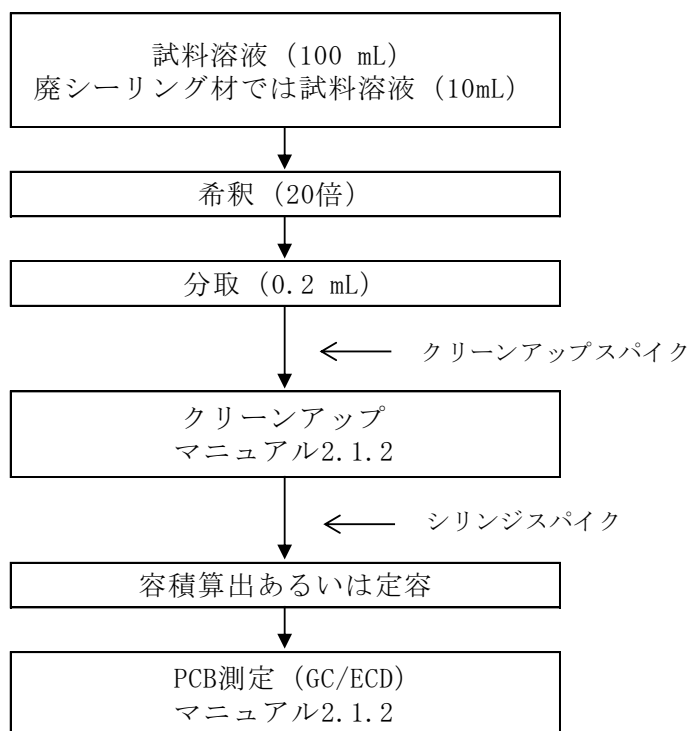 試料溶液 (100 mL)
廃シーリング材では試料溶液 (10mL)
希釈 (20倍)
分取 (0.2 mL)
クリーンアップスパイク
クリーンアップ
マニュアル2.1.2
シリンジスパイク
容積算出あるいは定容
PCB測定 (GC/ECD)
マニュアル2.1.2